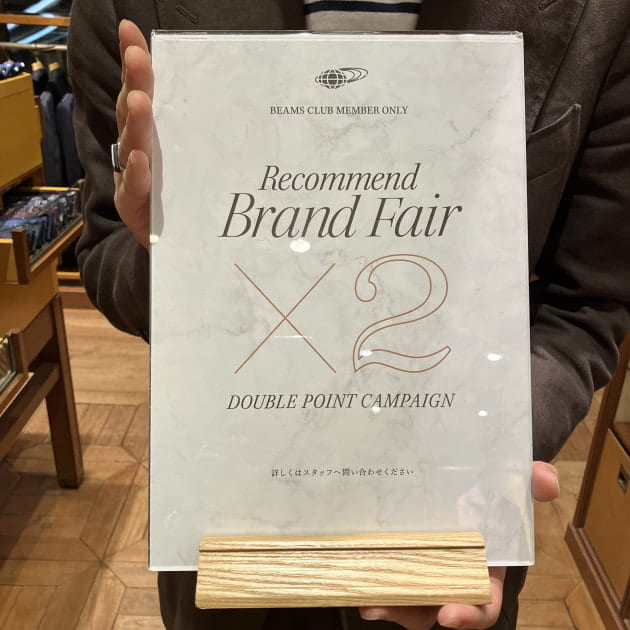 BEAMS CLUB MEMBER ONLY
Recommend
Brand Fair
×2
DOUBLE POINT CAMPAIGN
詳しくはスタッフへ問い合わせください